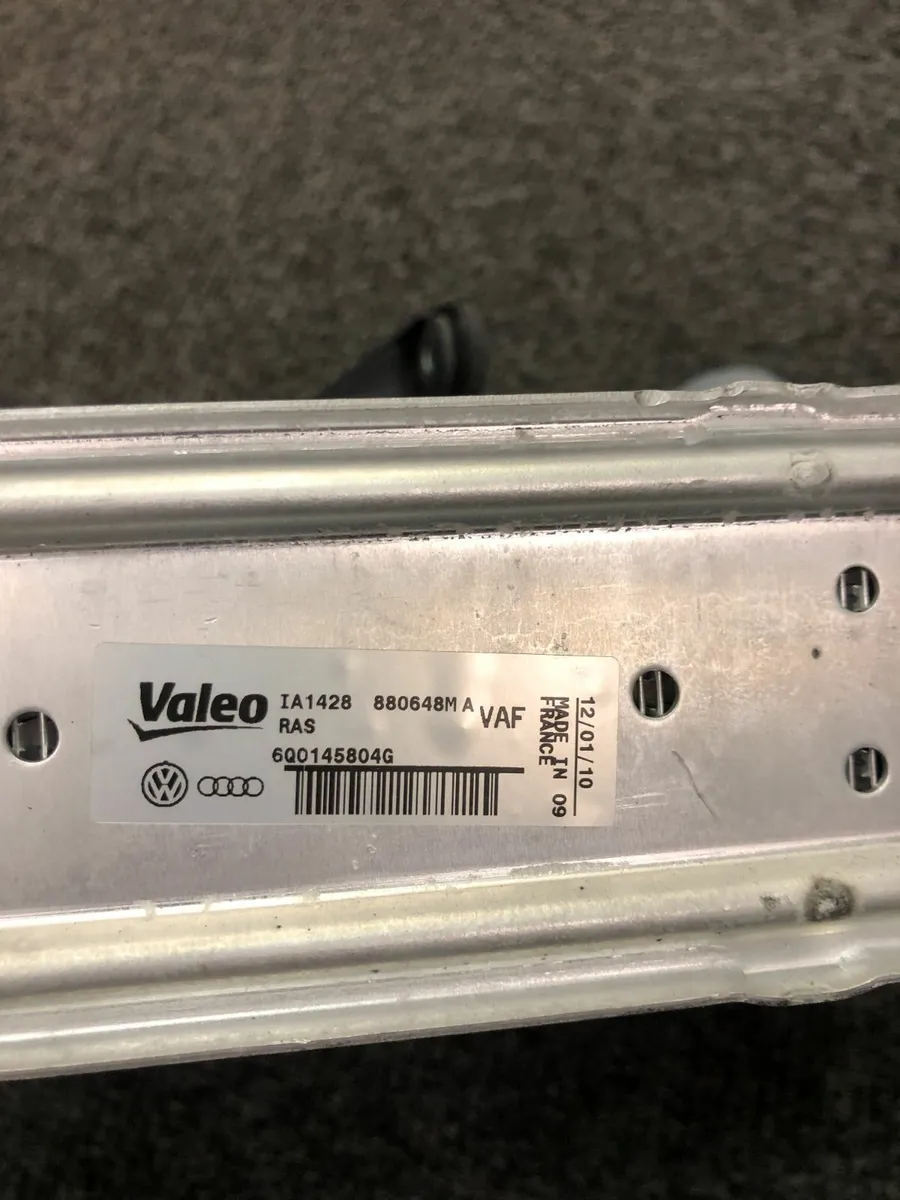 Valeo IA1428 880648M A VAF
RAS
6Q0145804G
MADE IN 09
FRANCE
12/01/10